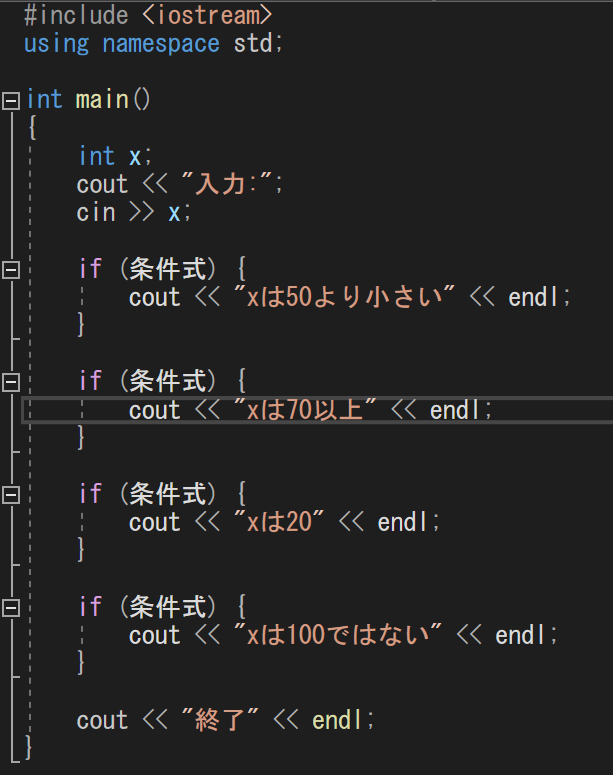 #include <iostream>
using namespace std;
int main()
{
int x;
cout << "入力:";
cin >> x;
if (条件式) {
cout << "xは50より小さい" << endl;
}
if (条件式) {
cout << "xは70以上" << endl;
}
if (条件式) {
cout << "xは20" << endl;
}
if (条件式) {
cout << "xは100ではない" << endl;
}
cout << "終了" << endl;
}